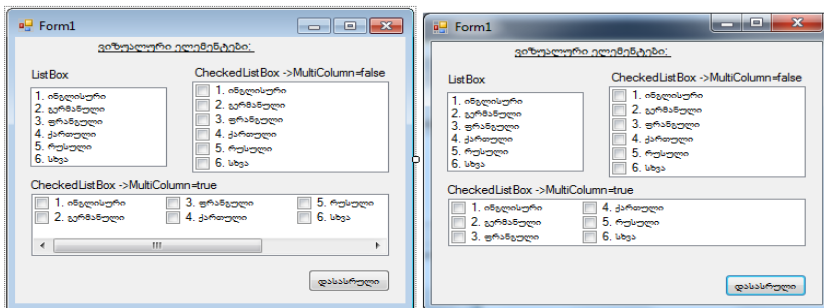 Form1
ვიზუალური ელემენტები:
ListBox
CheckedListBox ->MultiColumn=false
1. ინგლისური
2. გერმანული
3. ფრანგული
4. ქართული
5. რუსული
6. სხვა
1. ინგლისური
2. გერმანული
3. ფრანგული
4. ქართული
5. რუსული
6. სხვა
CheckedListBox ->MultiColumn=true
1. ინგლისური 3. ფრანგული 5. რუსული
2. გერმანული 4. ქართული 6. სხვა
დასასრული
Form1
ვიზუალური ელემენტები:
ListBox
CheckedListBox ->MultiColumn=false
1. ინგლისური
2. გერმანული
3. ფრანგული
4. ქართული
5. რუსული
6. სხვა
1. ინგლისური
2. გერმანული
3. ფრანგული
4. ქართული
5. რუსული
6. სხვა
CheckedListBox ->MultiColumn=true
1. ინგლისური 4. ქართული
2. გერმანული 5. რუსული
3. ფრანგული 6. სხვა
დასასრული